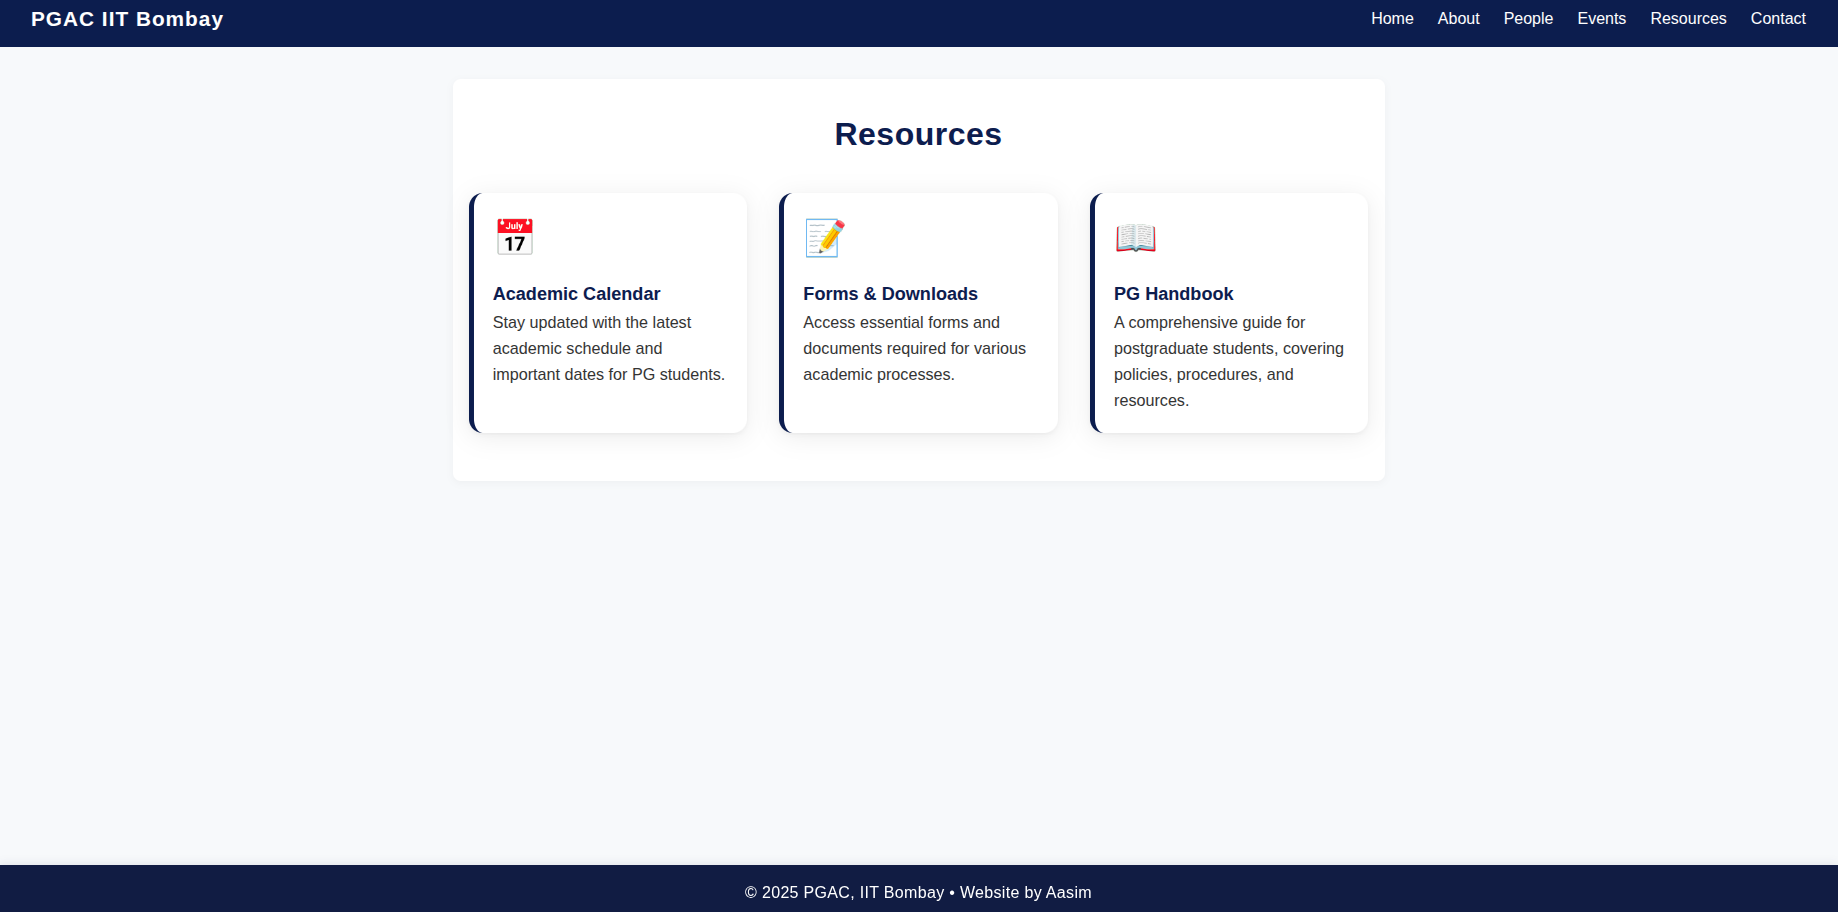 PGAC IIT Bombay
Home About People Events Resources Contact
Resources
July
17
Academic Calendar
Stay updated with the latest
academic schedule and
important dates for PG students.
Forms & Downloads
Access essential forms and
documents required for various
academic processes.
PG Handbook
A comprehensive guide for
postgraduate students, covering
policies, procedures, and
resources.
© 2025 PGAC, IIT Bombay • Website by Aasim